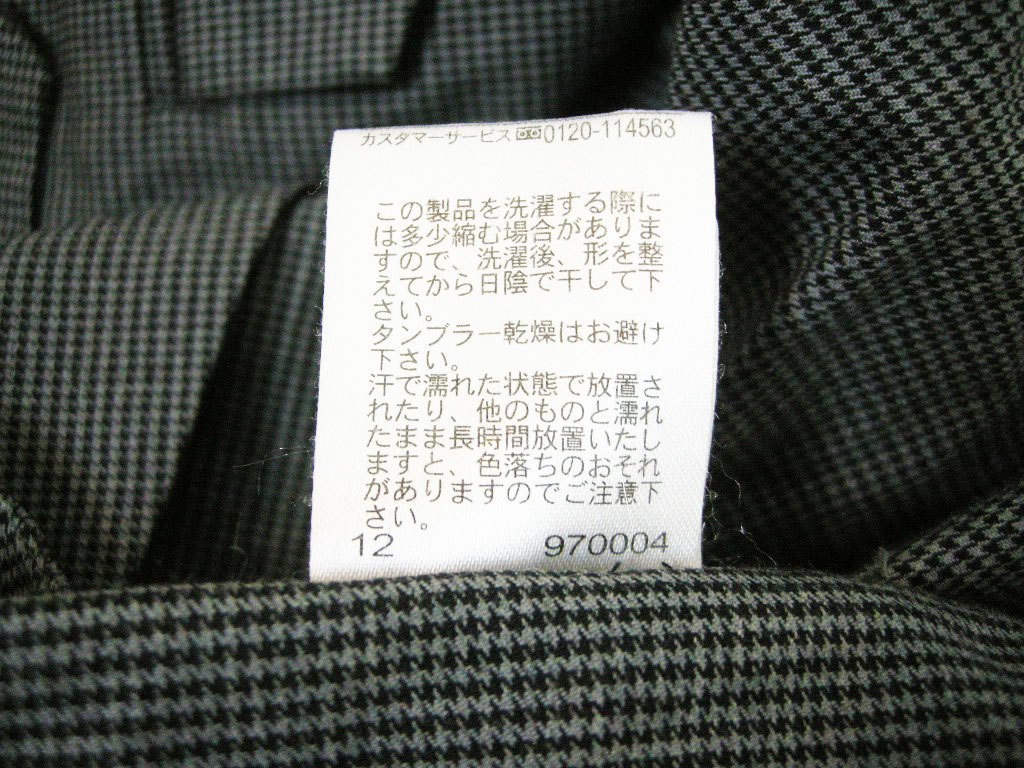 カスタマーサービス 0120-114563
この製品を洗濯する際に
は多少縮む場合がありま
すので、洗濯後、形を整
えてから日陰で干して下
さい。
タンブラー乾燥はお避け
下さい。
汗で濡れた状態で放置さ
れたり、他のものと濡れ
たまま長時間放置いたし
ますと、色落ちのおそれ
がありますのでご注意下
さい。
12 970004